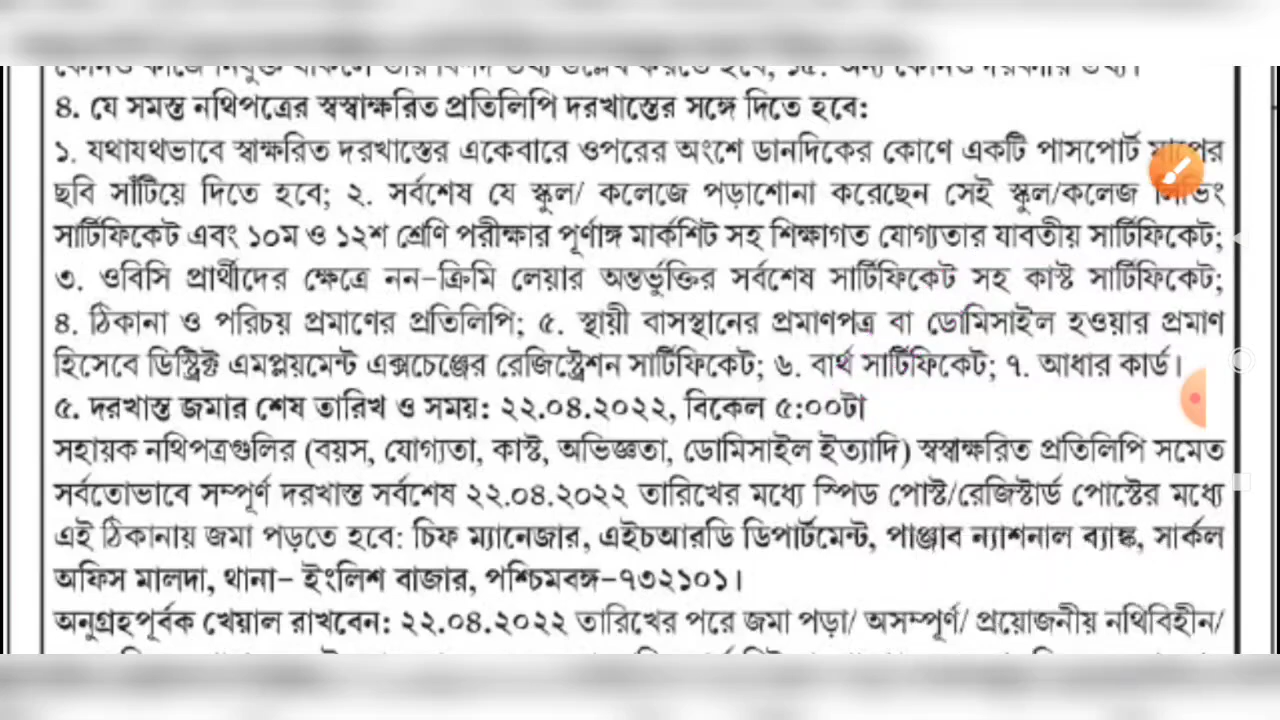 ৪. যে সমস্ত নথিপত্রের স্বস্বাক্ষরিত প্রতিলিপি দরখাস্তের সঙ্গে দিতে হবে:
১. যথাযথভাবে স্বাক্ষরিত দরখাস্তের একেবারে ওপরের অংশে ডানদিকের কোণে একটি পাসপোর্ট
ছবি সাঁটিয়ে দিতে হবে; ২. সর্বশেষ যে স্কুল/ কলেজে পড়াশোনা করেছেন সেই স্কুল/কলেজ লিভিং
সার্টিফিকেট এবং ১০ম ও ১২শ শ্রেণি পরীক্ষার পূর্ণাঙ্গ মার্কশিট সহ শিক্ষাগত যোগ্যতার যাবতীয় সার্টিফিকেট;
৩. ওবিসি প্রার্থীদের ক্ষেত্রে নন-ক্রিমি লেয়ার অন্তর্ভুক্তির সর্বশেষ সার্টিফিকেট সহ কাস্ট সার্টিফিকেট;
৪. ঠিকানা ও পরিচয় প্রমাণের প্রতিলিপি; ৫. স্থায়ী বাসস্থানের প্রমাণপত্র বা ডোমিসাইল হওয়ার প্রমাণ
হিসেবে ডিস্ট্রিক্ট এমপ্লয়মেন্ট এক্সচেঞ্জের রেজিস্ট্রেশন সার্টিফিকেট; ৬. বার্থ সার্টিফিকেট; ৭. আধার কার্ড।
৫. দরখাস্ত জমার শেষ তারিখ ও সময়: ২২.০৪.২০২২, বিকেল ৫:০০টা
সহায়ক নথিপত্রগুলির (বয়স, যোগ্যতা, কাস্ট, অভিজ্ঞতা, ডোমিসাইল ইত্যাদি) স্বস্বাক্ষরিত প্রতিলিপি সমেত
সর্বতোভাবে সম্পূর্ণ দরখাস্ত সর্বশেষ ২২.০৪.২০২২ তারিখের মধ্যে স্পিড পোস্ট/রেজিস্টার্ড পোস্টের মধ্যে
এই ঠিকানায় জমা পড়তে হবে: চিফ ম্যানেজার, এইচআরডি ডিপার্টমেন্ট, পাঞ্জাব ন্যাশনাল ব্যাঙ্ক, সার্কল
অফিস মালদা, থানা- ইংলিশ বাজার, পশ্চিমবঙ্গ-৭৩২১০১।
অনুগ্রহপূর্বক খেয়াল রাখবেন: ২২.০৪.২০২২ তারিখের পরে জমা পড়া/ অসম্পূর্ণ/ প্রয়োজনীয় নথিবিহীন/